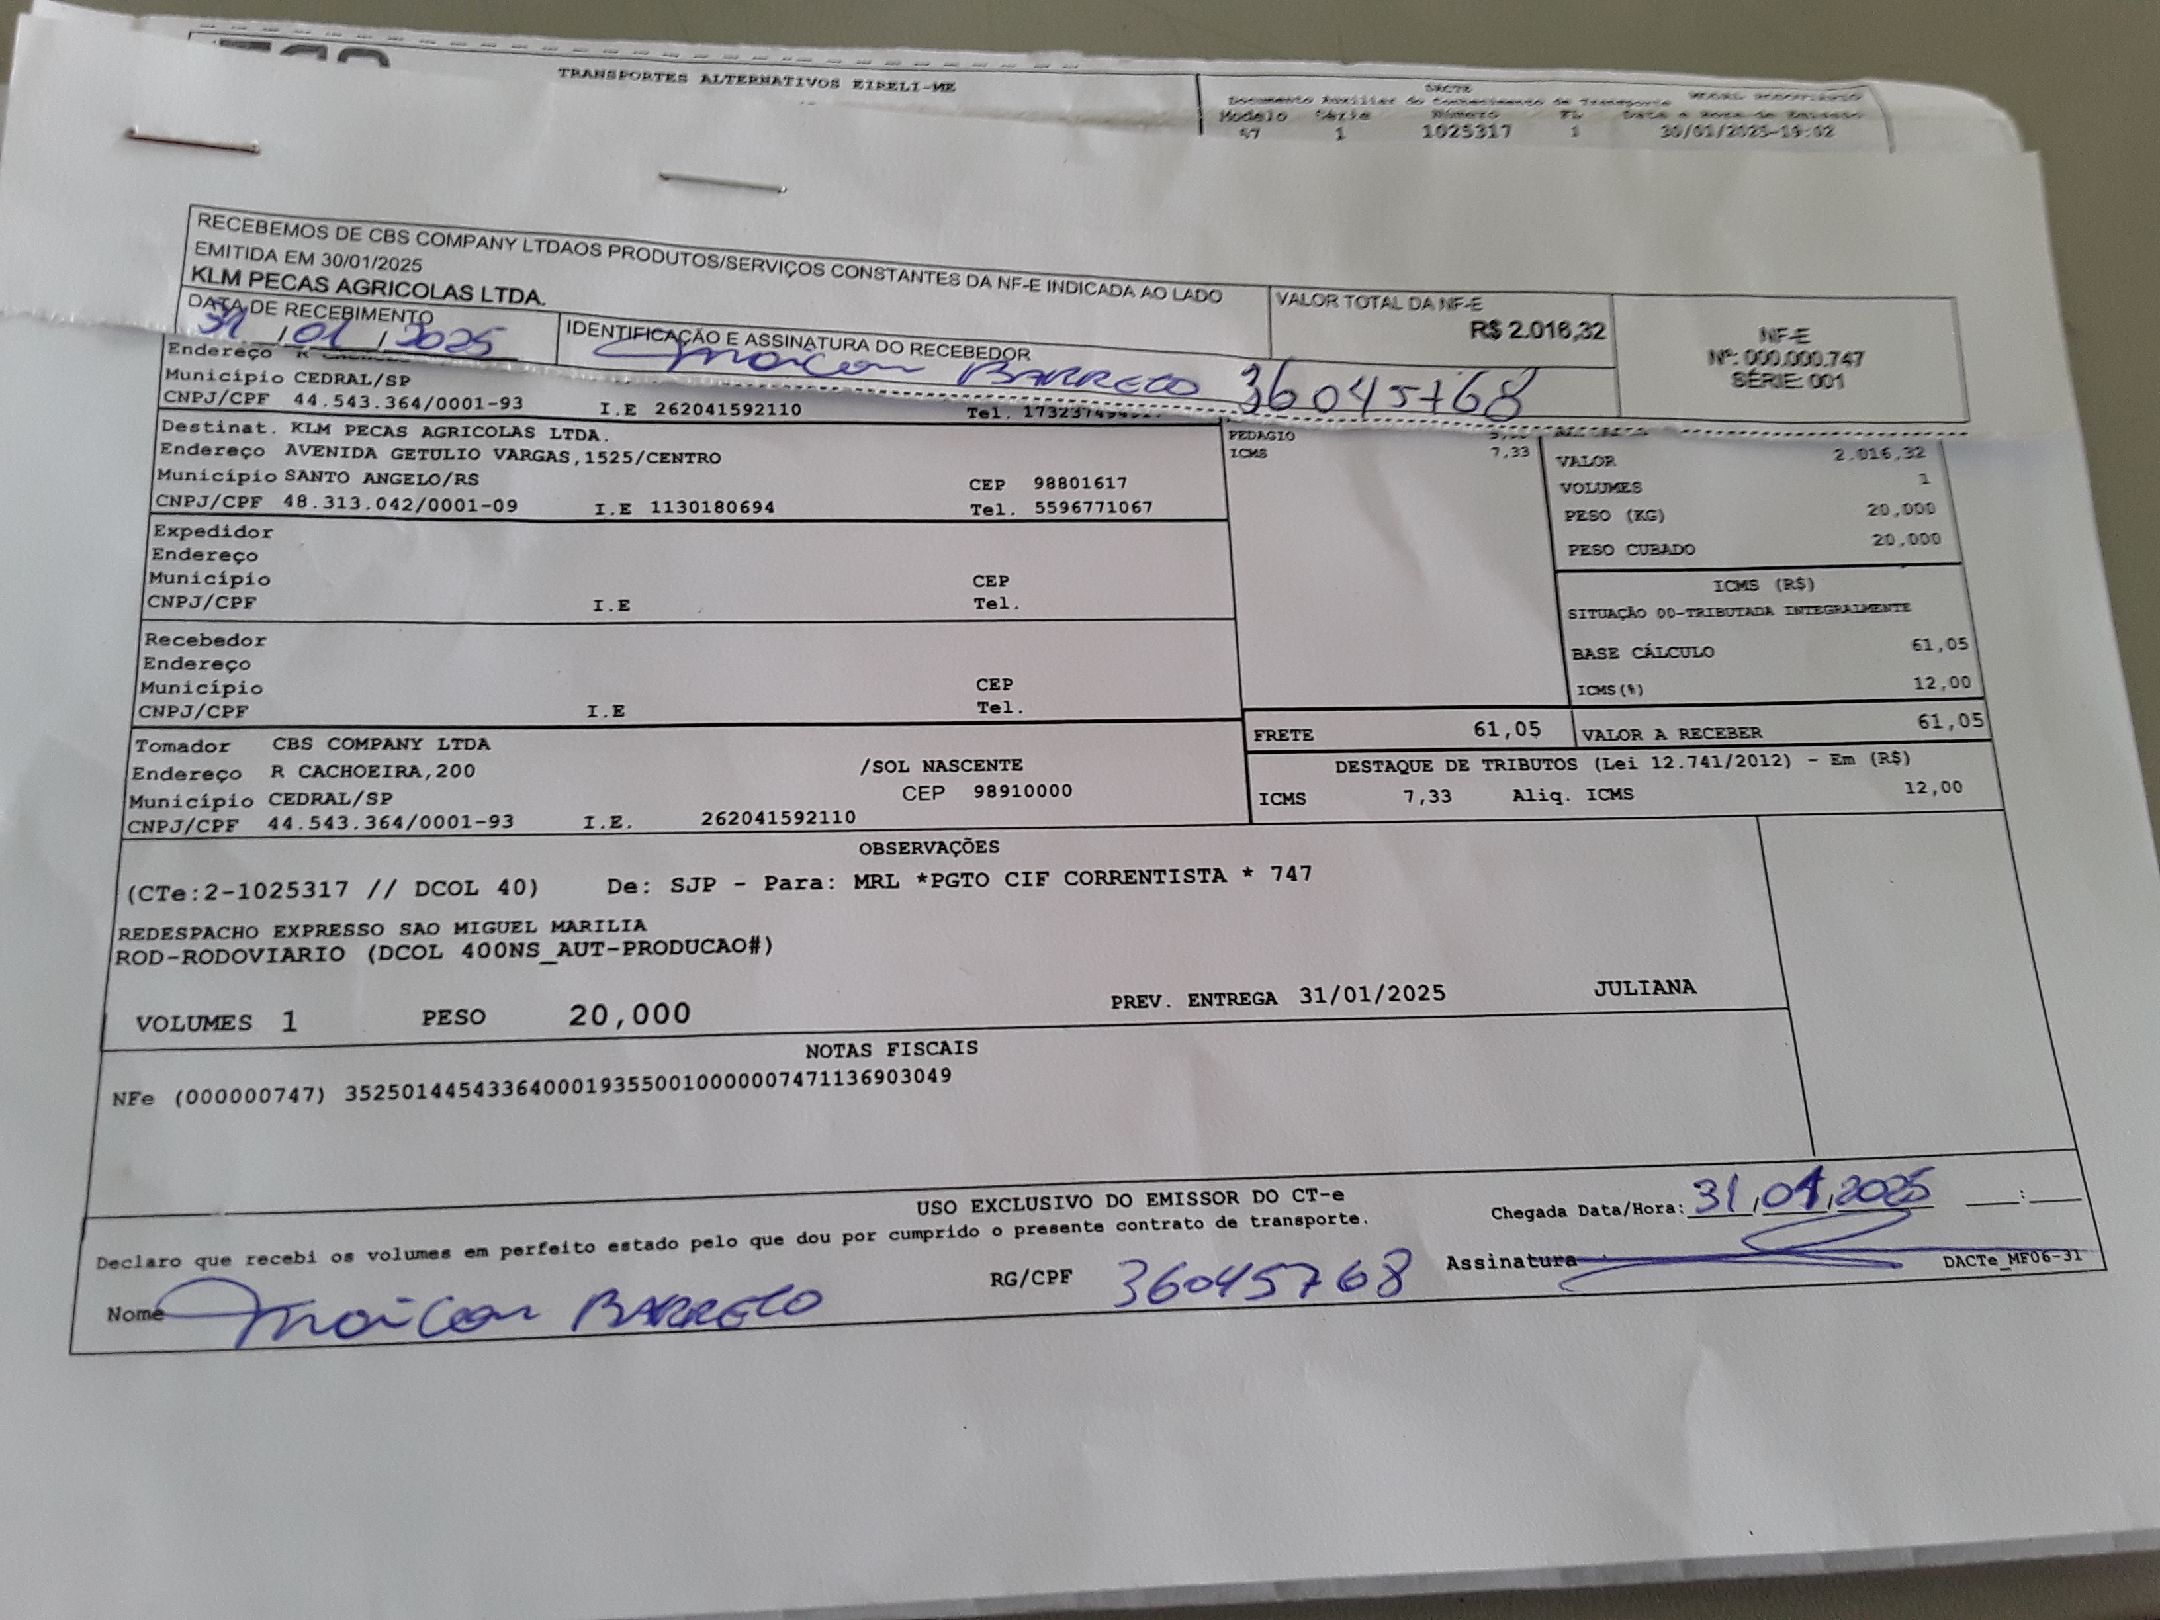 TRANSPORTES ALTERNATIVOS EIRELI-ME
DACTE
Documento Auxiliar do Conhecimento de Transporte
Modelo Série Número FL Data e Hora de Emissão
57 1 1025317 1 30/01/2025-19:02
RECEBEMOS DE CBS COMPANY LTDAOS PRODUTOS/SERVIÇOS CONSTANTES DA NF-E INDICADA AO LADO
EMITIDA EM 30/01/2025
KLM PECAS AGRICOLAS LTDA.
DATA DE RECEBIMENTO
31/01/2025
IDENTIFICAÇÃO E ASSINATURA DO RECEBEDOR
Maicon BARRETO 36045768
VALOR TOTAL DA NF-E
R$ 2.016,32
NF-E
Nº: 000.000.747
SÉRIE: 001
Endereço R
Município CEDRAL/SP
CNPJ/CPF 44.543.364/0001-93 I.E 262041592110 Tel.
Destinat. KLM PECAS AGRICOLAS LTDA.
Endereço AVENIDA GETULIO VARGAS,1525/CENTRO
Município SANTO ANGELO/RS CEP 98801617
CNPJ/CPF 48.313.042/0001-09 I.E 1130180694 Tel. 5596771067
Expedidor
Endereço
Município CEP
CNPJ/CPF I.E Tel.
Recebedor
Endereço
Município CEP
CNPJ/CPF I.E Tel.
Tomador CBS COMPANY LTDA
Endereço R CACHOEIRA,200 /SOL NASCENTE
Município CEDRAL/SP CEP 98910000
CNPJ/CPF 44.543.364/0001-93 I.E. 262041592110
PEDAGIO
ICMS 7,33
VALOR 2.016,32
VOLUMES 1
PESO (KG) 20,000
PESO CUBADO 20,000
ICMS (R$)
SITUAÇÃO 00-TRIBUTADA INTEGRALMENTE
BASE CÁLCULO 61,05
ICMS(%) 12,00
FRETE 61,05 VALOR A RECEBER 61,05
DESTAQUE DE TRIBUTOS (Lei 12.741/2012) - Em (R$)
ICMS 7,33 Aliq. ICMS 12,00
OBSERVAÇÕES
(CTe:2-1025317 // DCOL 40) De: SJP - Para: MRL *PGTO CIF CORRENTISTA * 747
REDESPACHO EXPRESSO SAO MIGUEL MARILIA
ROD-RODOVIARIO (DCOL 400NS_AUT-PRODUCAO#)
VOLUMES 1 PESO 20,000 PREV. ENTREGA 31/01/2025 JULIANA
NOTAS FISCAIS
NFe (000000747) 35250144543364000193550010000007471136903049
USO EXCLUSIVO DO EMISSOR DO CT-e
Declaro que recebi os volumes em perfeito estado pelo que dou por cumprido o presente contrato de transporte.
Chegada Data/Hora: 31/01/2025 __:__
Nome Maicon BARRETO RG/CPF 36045768 Assinatura
DACTe_MF06-31